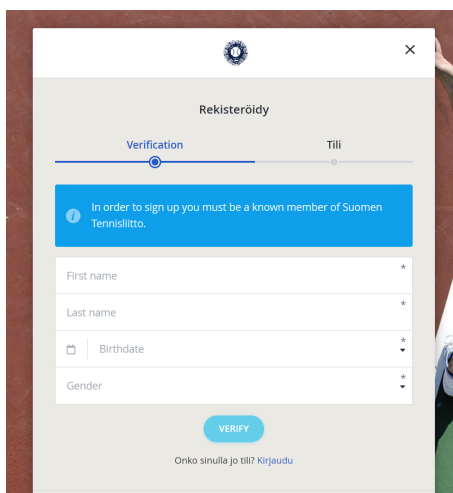 Rekisteröidy
Verification
Tili
In order to sign up you must be a known member of Suomen
Tennisliitto.
First name
*
Last name
*
Birthdate
*
Gender
*
VERIFY
Onko sinulla jo tili? Kirjaudu